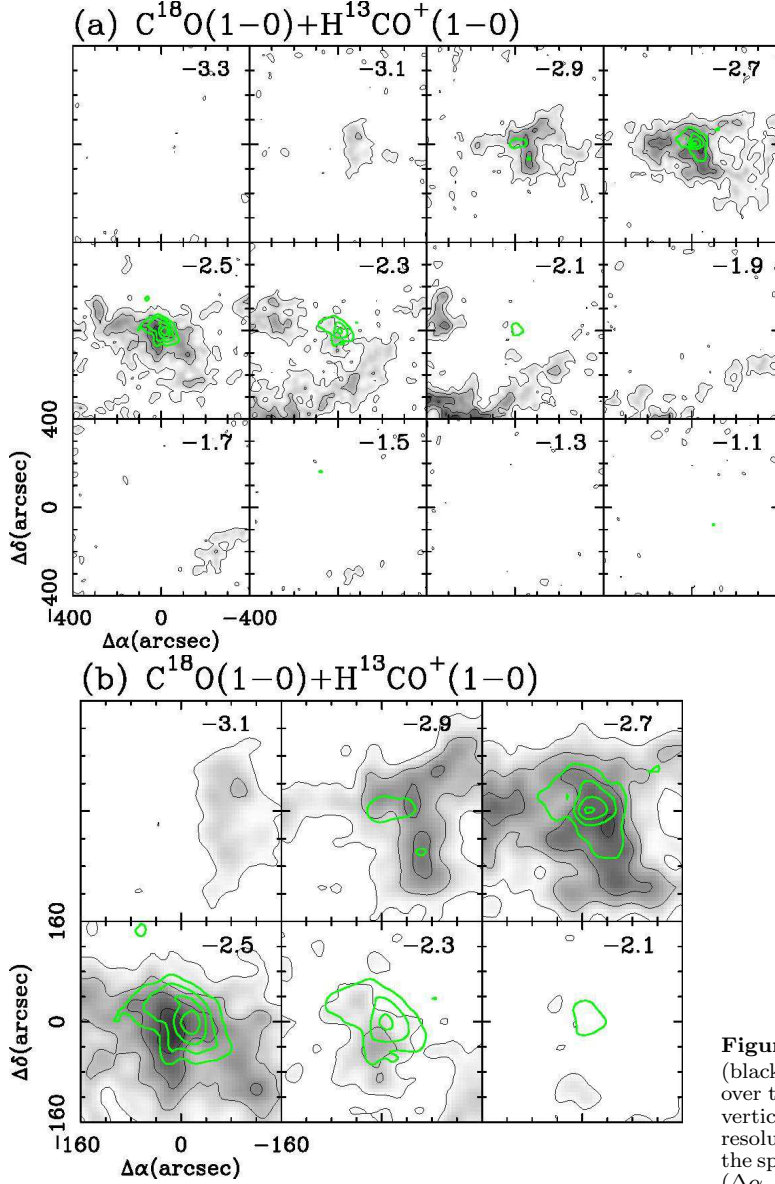 (a) C18O(1−0)+H13CO+(1−0)
−3.3 −3.1 −2.9 −2.7
−2.5 −2.3 −2.1 −1.9
−1.7 −1.5 −1.3 −1.1
400 0 400
Δδ(arcsec)
400 0 −400
Δα(arcsec)
(b) C18O(1−0)+H13CO+(1−0)
−3.1 −2.9 −2.7
−2.5 −2.3 −2.1
160 0 160
Δδ(arcsec)
160 0 −160
Δα(arcsec)
Figur
(black
over t
vertic
resolu
the sp
(Δα